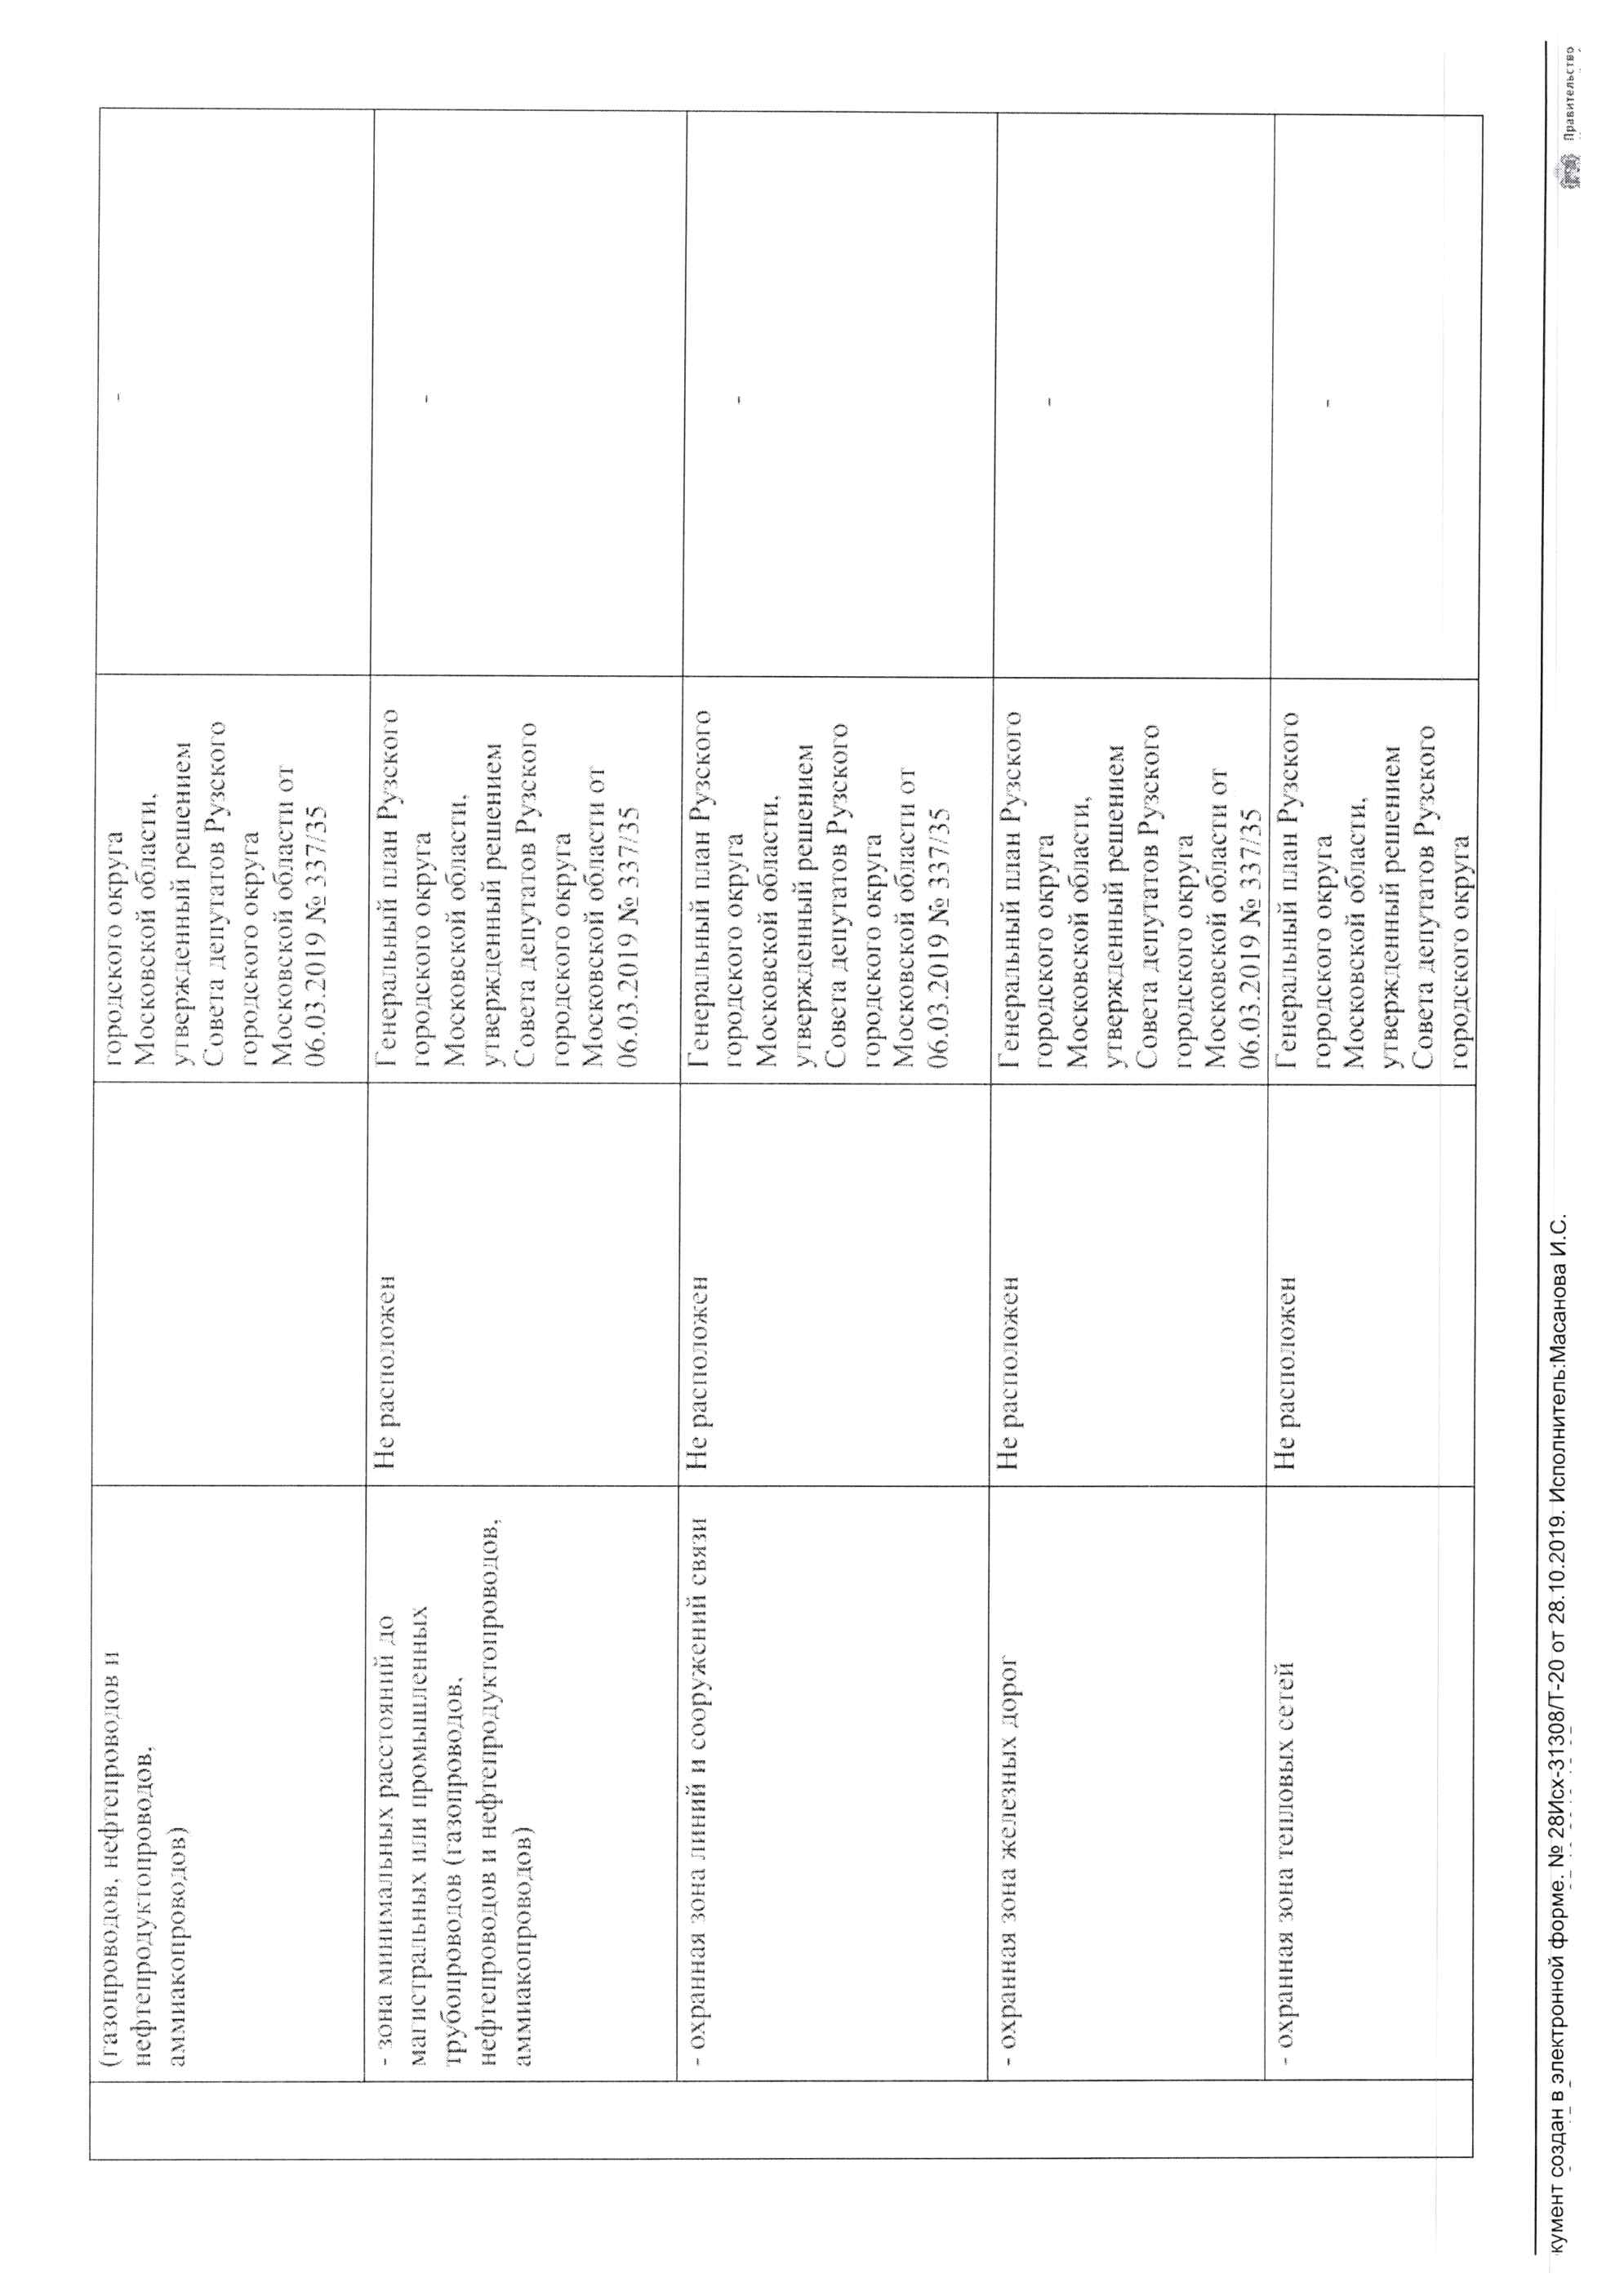 (газопроводов, нефтепроводов и
нефтепродуктопроводов,
аммиакопроводов)
городского округа
Московской области,
утвержденный решением
Совета депутатов Рузского
городского округа
Московской области от
06.03.2019 № 337/35
-
- зона минимальных расстояний до
магистральных или промышленных
трубопроводов (газопроводов,
нефтепроводов и нефтепродуктопроводов,
аммиакопроводов)
Не расположен
Генеральный план Рузского
городского округа
Московской области,
утвержденный решением
Совета депутатов Рузского
городского округа
Московской области от
06.03.2019 № 337/35
-
- охранная зона линий и сооружений связи
Не расположен
Генеральный план Рузского
городского округа
Московской области,
утвержденный решением
Совета депутатов Рузского
городского округа
Московской области от
06.03.2019 № 337/35
-
- охранная зона железных дорог
Не расположен
Генеральный план Рузского
городского округа
Московской области,
утвержденный решением
Совета депутатов Рузского
городского округа
Московской области от
06.03.2019 № 337/35
-
- охранная зона тепловых сетей
Не расположен
Генеральный план Рузского
городского округа
Московской области,
утвержденный решением
Совета депутатов Рузского
городского округа
-
кумент создан в электронной форме. № 28Исх-31308/Т-20 от 28.10.2019. Исполнитель:Масанова И.С.
Правительство